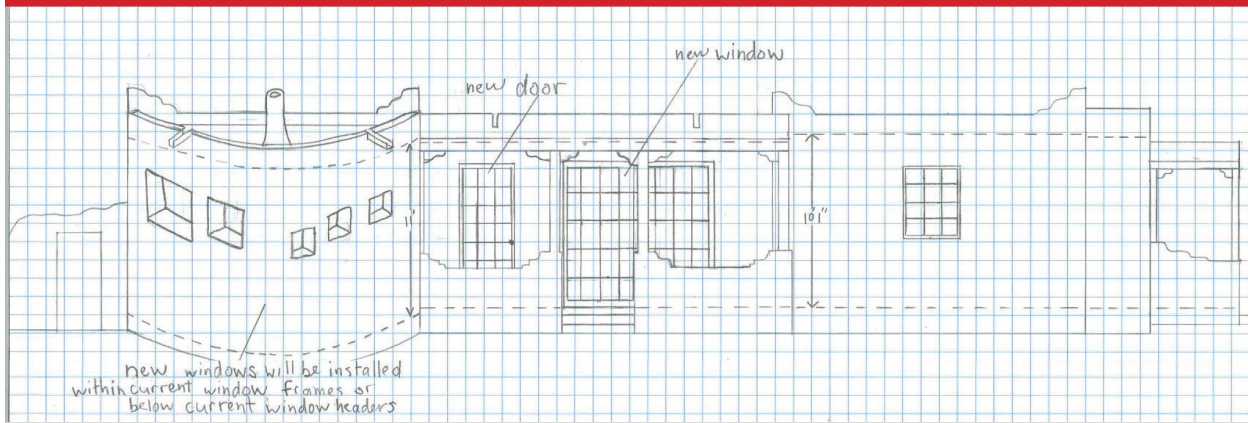 new window
new door
11'
10'1"
new windows will be installed
within current window frames or
below current window headers